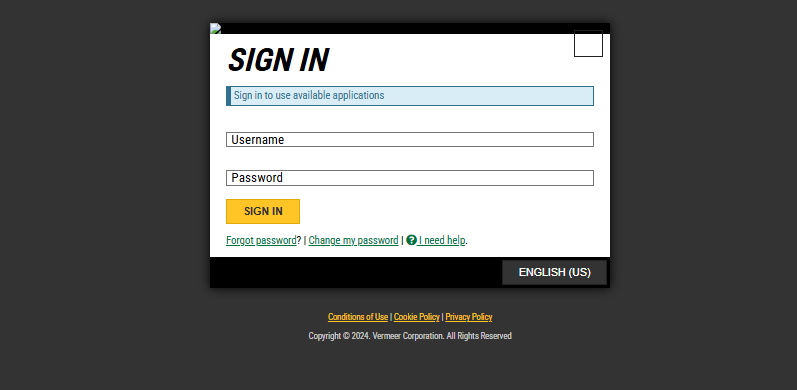 SIGN IN
Sign in to use available applications
Username
Password
SIGN IN
Forgot password? | Change my password | ? I need help.
ENGLISH (US)
Conditions of Use | Cookie Policy | Privacy Policy
Copyright © 2024. Vermeer Corporation. All Rights Reserved